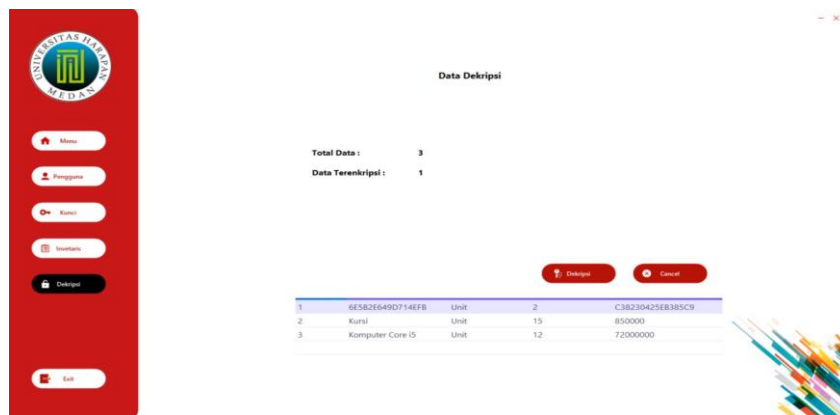 UNIVERSITAS HARAPAN
MEDAN
Menu
Pengguna
Kunci
Invetaris
Dekripsi
Exit
Data Dekripsi
Total Data : 3
Data Terenkripsi : 1
Dekripsi Cancel
1 6E5B2E649D714EFB Unit 2 C38230425EB385C9
2 Kursi Unit 15 850000
3 Komputer Core i5 Unit 12 72000000